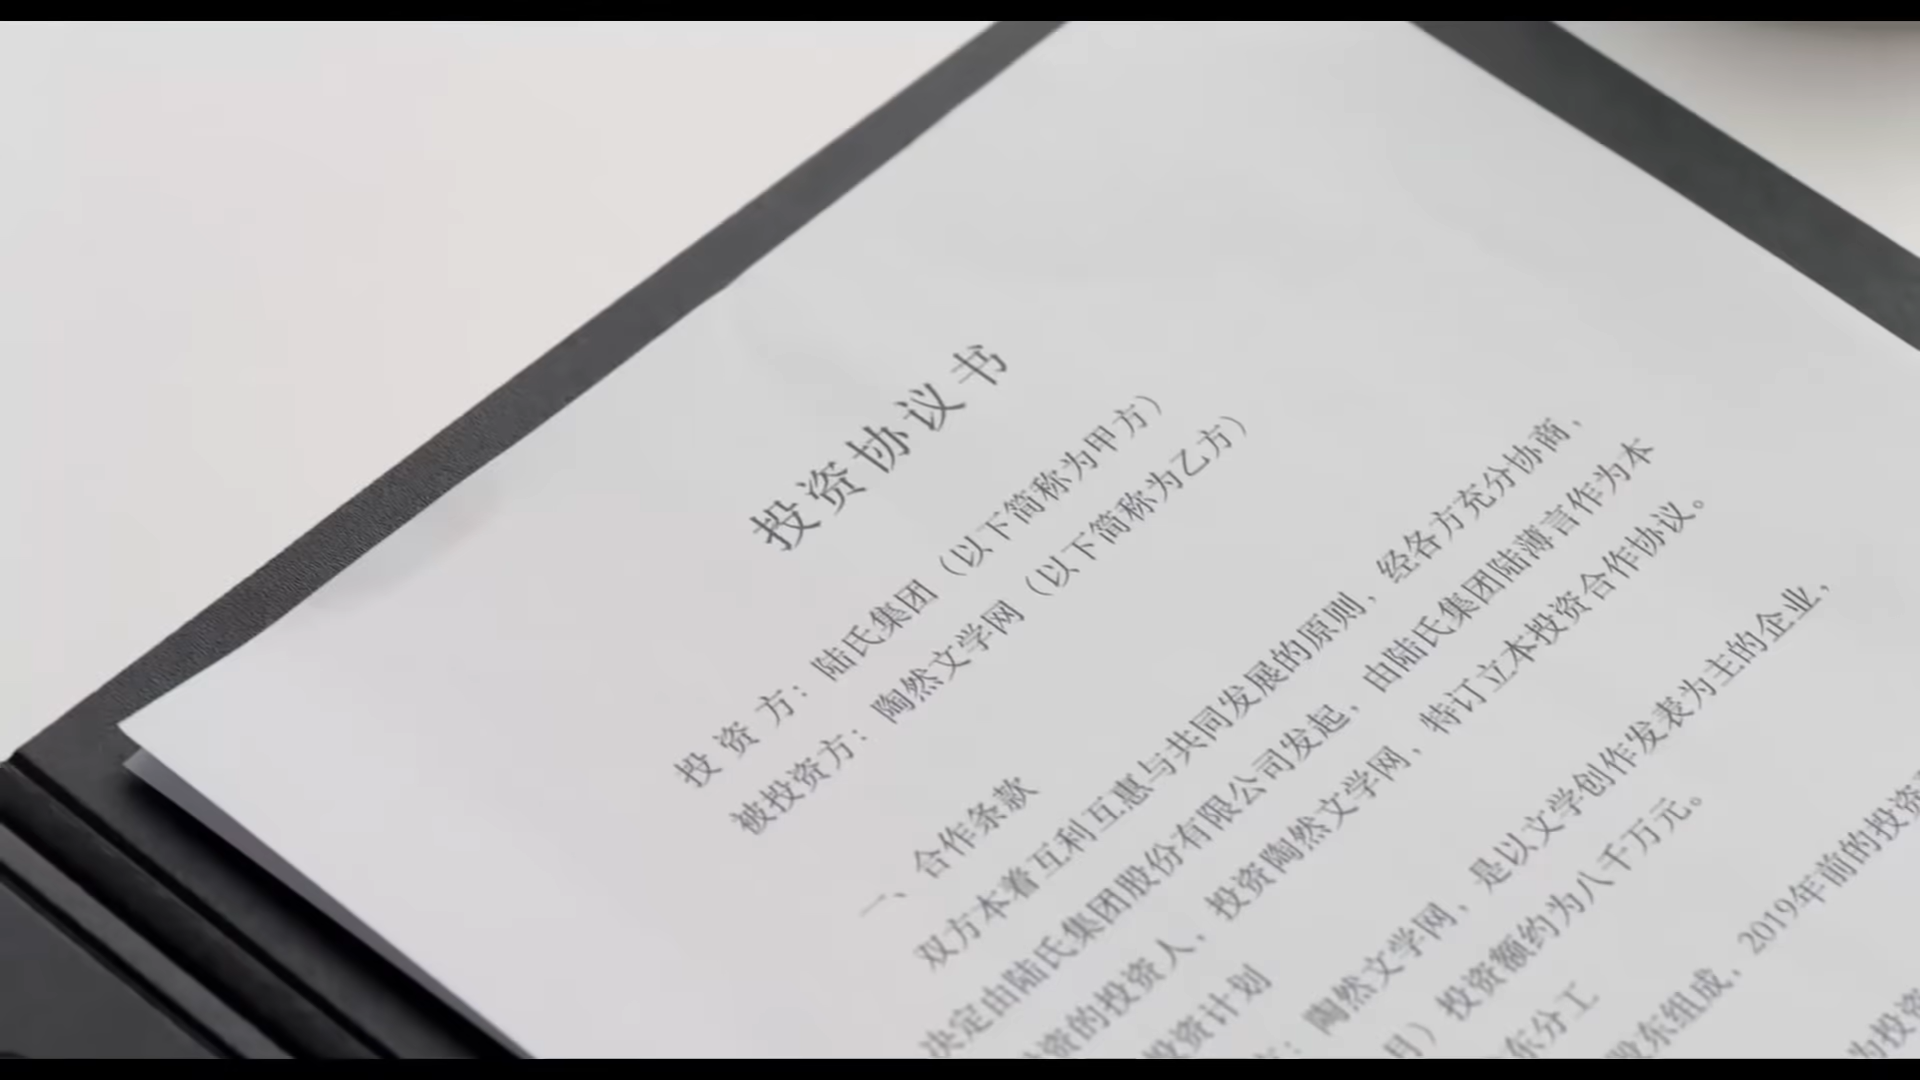 投资协议书
投 资 方：陆氏集团（以下简称为甲方）
被投资方：陶然文学网（以下简称为乙方）
一、合作条款
双方本着互利互惠与共同发展的原则，经各方充分协商，
决定由陆氏集团股份有限公司发起，由陆氏集团陆薄言作为本
资的投资人，投资陶然文学网，特订立本投资合作协议。
投资计划
：陶然文学网，是以文学创作发表为主的企业，
月）投资额约为八千万元。
东分工
股东组成，2019年前的投资
为投资